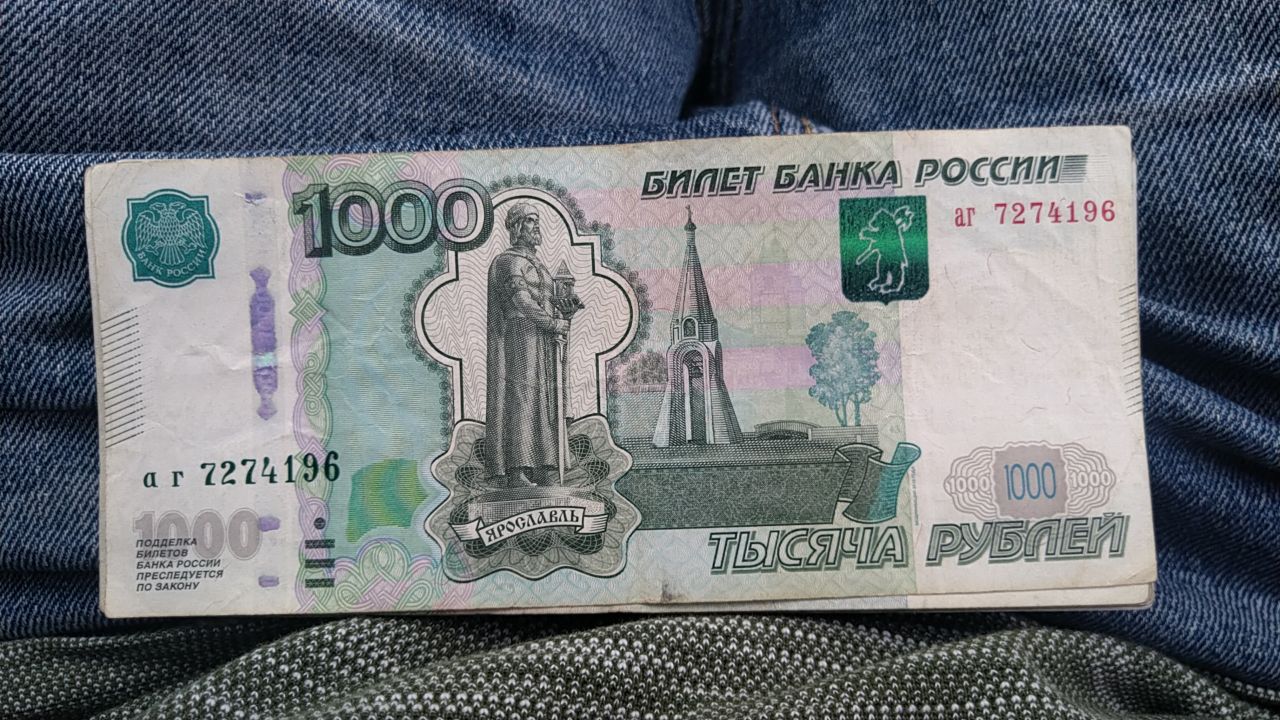 БИЛЕТ БАНКА РОССИИ
1000
аг 7274196
БАНК РОССИИ
аг 7274196
1000
ПОДДЕЛКА
БИЛЕТОВ
БАНКА РОССИИ
ПРЕСЛЕДУЕТСЯ
ПО ЗАКОНУ
ЯРОСЛАВЛЬ
1000 1000 1000
ТЫСЯЧА РУБЛЕЙ